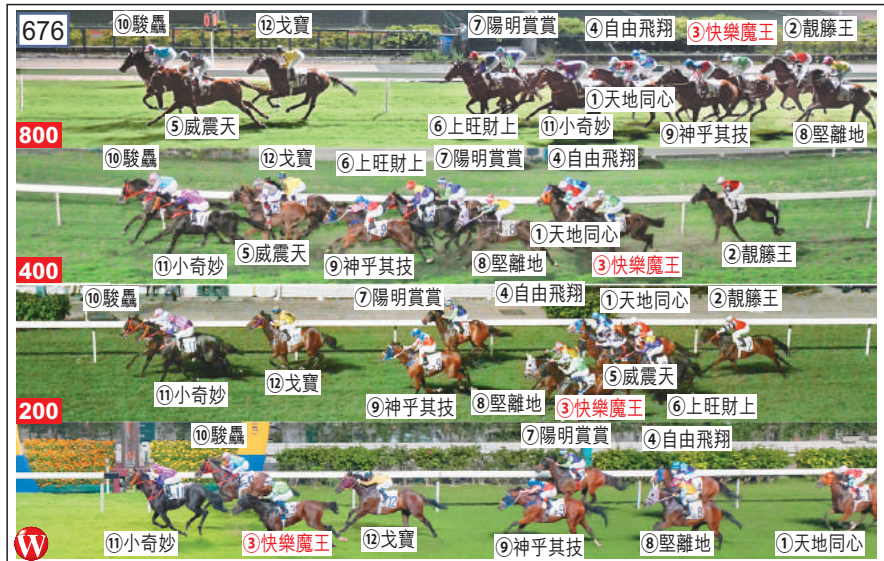 676
⑩駿驫 ⑫戈寶 ⑦陽明賞賞 ④自由飛翔 ③快樂魔王 ②靚籐王
①天地同心
⑤威震天 ⑥上旺財上 ⑪小奇妙 ⑨神乎其技 ⑧堅離地
800
⑩駿驫 ⑫戈寶 ⑥上旺財上 ⑦陽明賞賞 ④自由飛翔
①天地同心
⑪小奇妙 ⑤威震天 ⑨神乎其技 ⑧堅離地 ③快樂魔王 ②靚籐王
400
⑩駿驫 ⑦陽明賞賞 ④自由飛翔 ①天地同心 ②靚籐王
⑤威震天
⑪小奇妙 ⑫戈寶 ⑨神乎其技 ⑧堅離地 ③快樂魔王 ⑥上旺財上
200
⑩駿驫 ⑦陽明賞賞 ④自由飛翔
⑪小奇妙 ③快樂魔王 ⑫戈寶 ⑨神乎其技 ⑧堅離地 ①天地同心
W